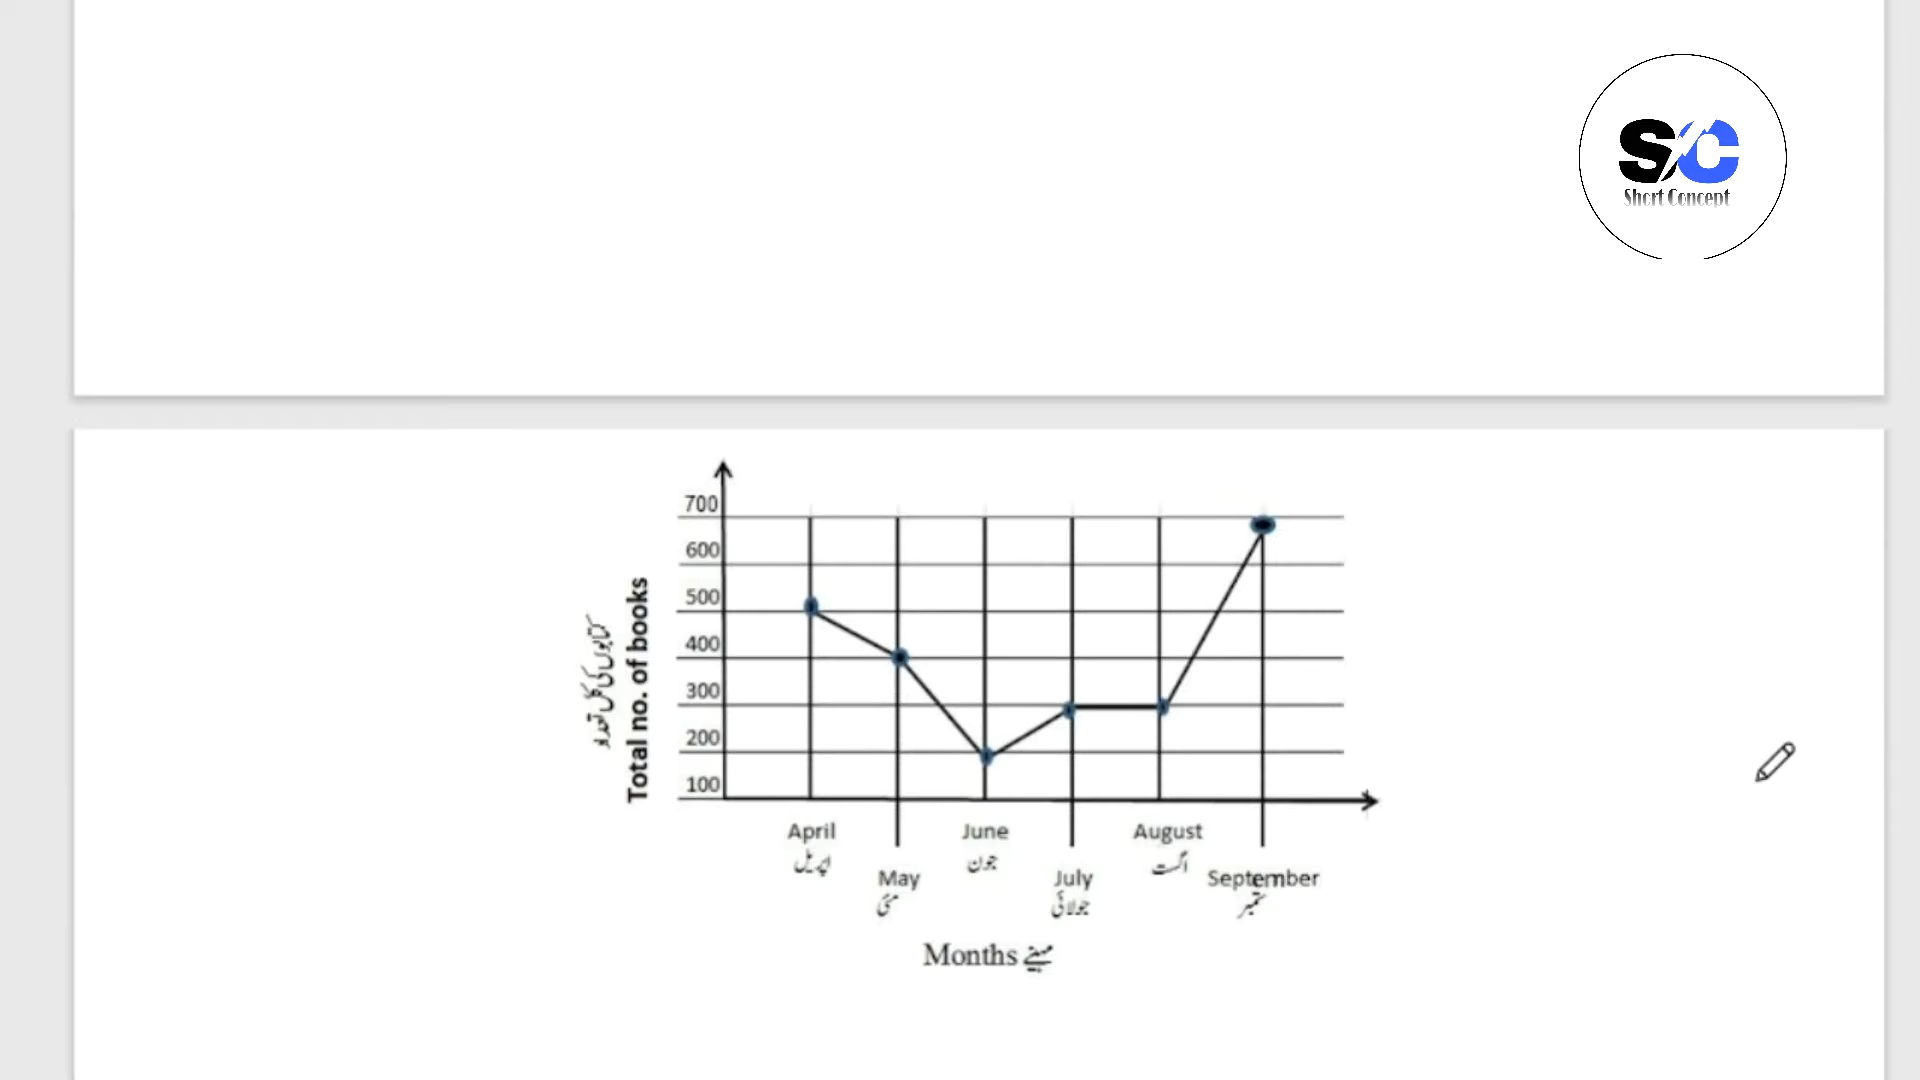 SC
Short Concept
700
600
500
400
300
200
100
کتابوں کی کل تعداد
Total no. of books
April
اپریل
May
مئی
June
جون
July
جولائی
August
اگست
September
ستمبر
Months مہینے